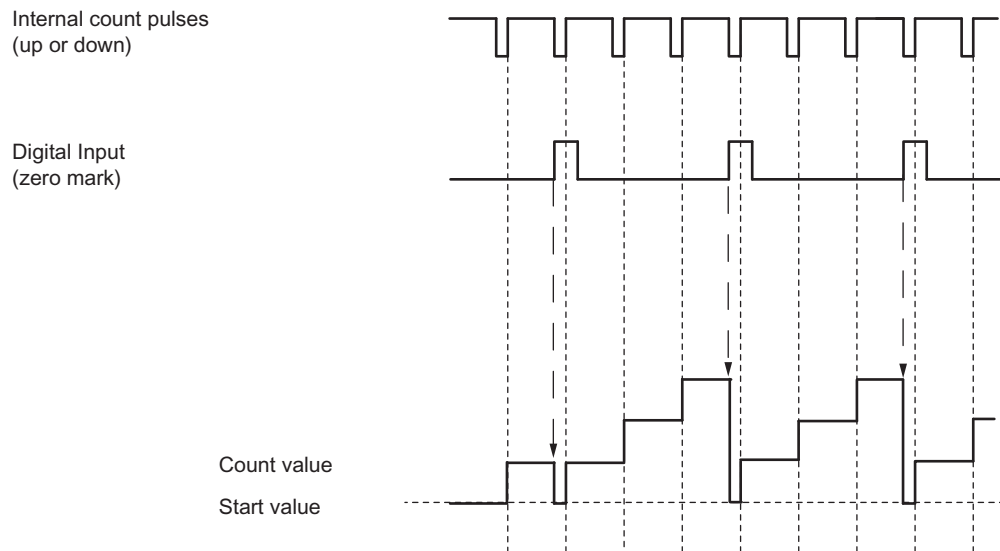 Internal count pulses
(up or down)
Digital Input
(zero mark)
Count value
Start value